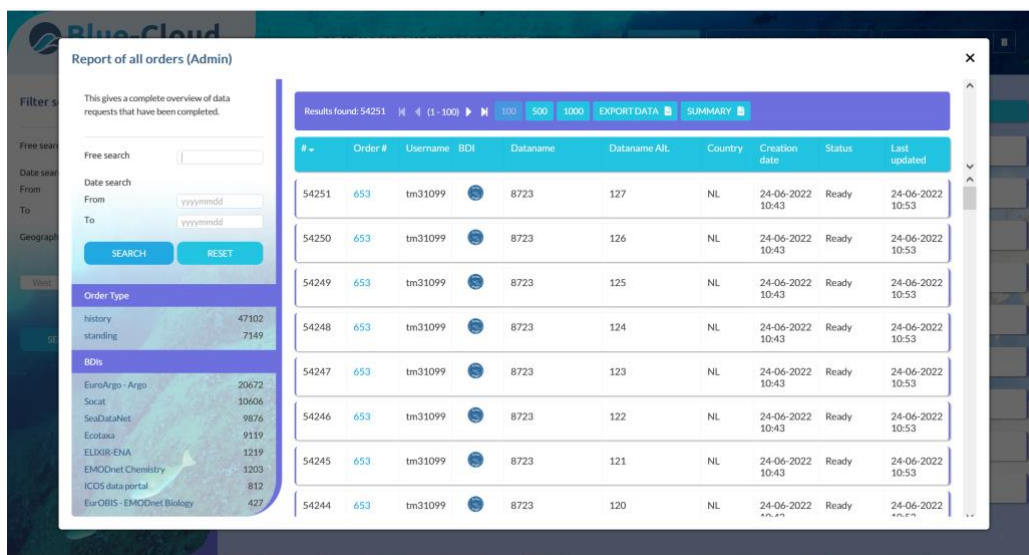 Blue-Cloud
Report of all orders (Admin)
This gives a complete overview of data
requests that have been completed.
Free search
Date search
From yyyymmdd
To yyyymmdd
SEARCH RESET
Order Type
history 47102
standing 7149
BDIs
EuroArgo - Argo 20672
Socat 10606
SeaDataNet 9876
Ecotaxa 9119
ELIXIR-ENA 1219
EMODnet Chemistry 1203
ICOS data portal 812
EurOBIS - EMODnet Biology 427
Results found: 54251 (1 - 100) 100 500 1000 EXPORT DATA SUMMARY
# Order # Username BDI Dataname Dataname Alt. Country Creation date Status Last updated
54251 653 tm31099 8723 127 NL 24-06-2022 10:43 Ready 24-06-2022 10:53
54250 653 tm31099 8723 126 NL 24-06-2022 10:43 Ready 24-06-2022 10:53
54249 653 tm31099 8723 125 NL 24-06-2022 10:43 Ready 24-06-2022 10:53
54248 653 tm31099 8723 124 NL 24-06-2022 10:43 Ready 24-06-2022 10:53
54247 653 tm31099 8723 123 NL 24-06-2022 10:43 Ready 24-06-2022 10:53
54246 653 tm31099 8723 122 NL 24-06-2022 10:43 Ready 24-06-2022 10:53
54245 653 tm31099 8723 121 NL 24-06-2022 10:43 Ready 24-06-2022 10:53
54244 653 tm31099 8723 120 NL 24-06-2022 Ready 24-06-2022
Filter
Free
Date
From
To
West